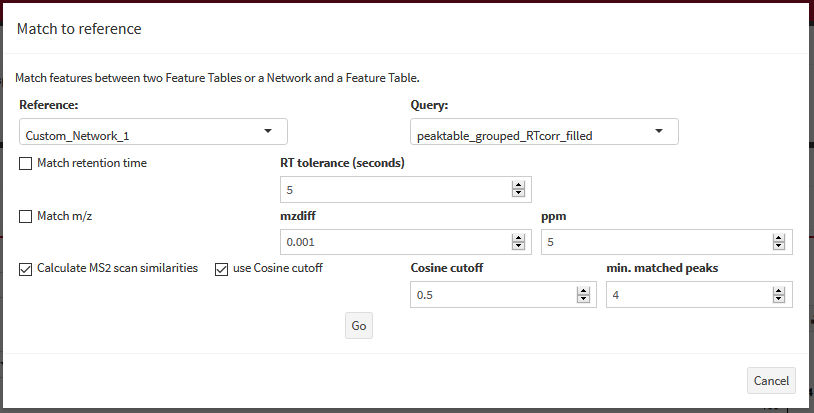 Match to reference
Match features between two Feature Tables or a Network and a Feature Table.
Reference: Query:
Custom_Network_1 peaktable_grouped_RTcorr_filled
Match retention time RT tolerance (seconds)
5
Match m/z mzdiff ppm
0.001 5
Calculate MS2 scan similarities use Cosine cutoff Cosine cutoff min. matched peaks
0.5 4
Go
Cancel